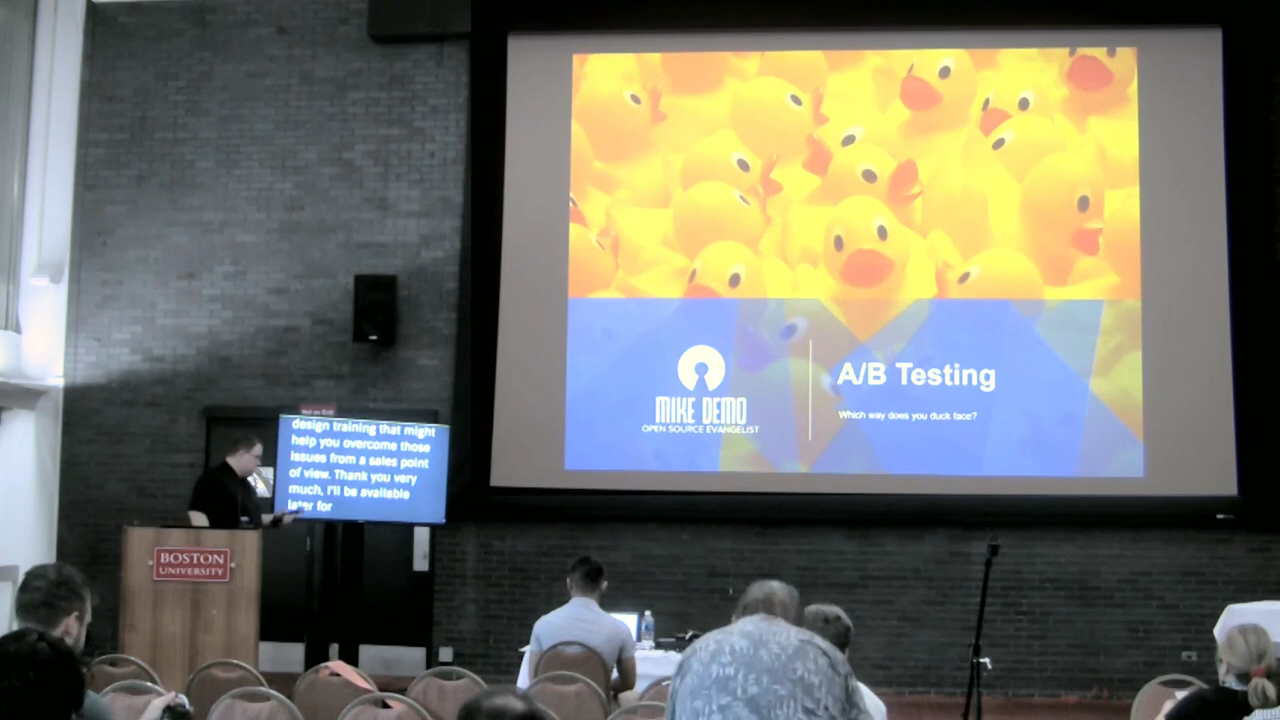 A/B Testing
Which way does you duck face?
MIKE DEMO
OPEN SOURCE EVANGELIST
design training that might
help you overcome those
issues from a sales point
of view. Thank you very
much, I'll be available
later for
BOSTON
UNIVERSITY